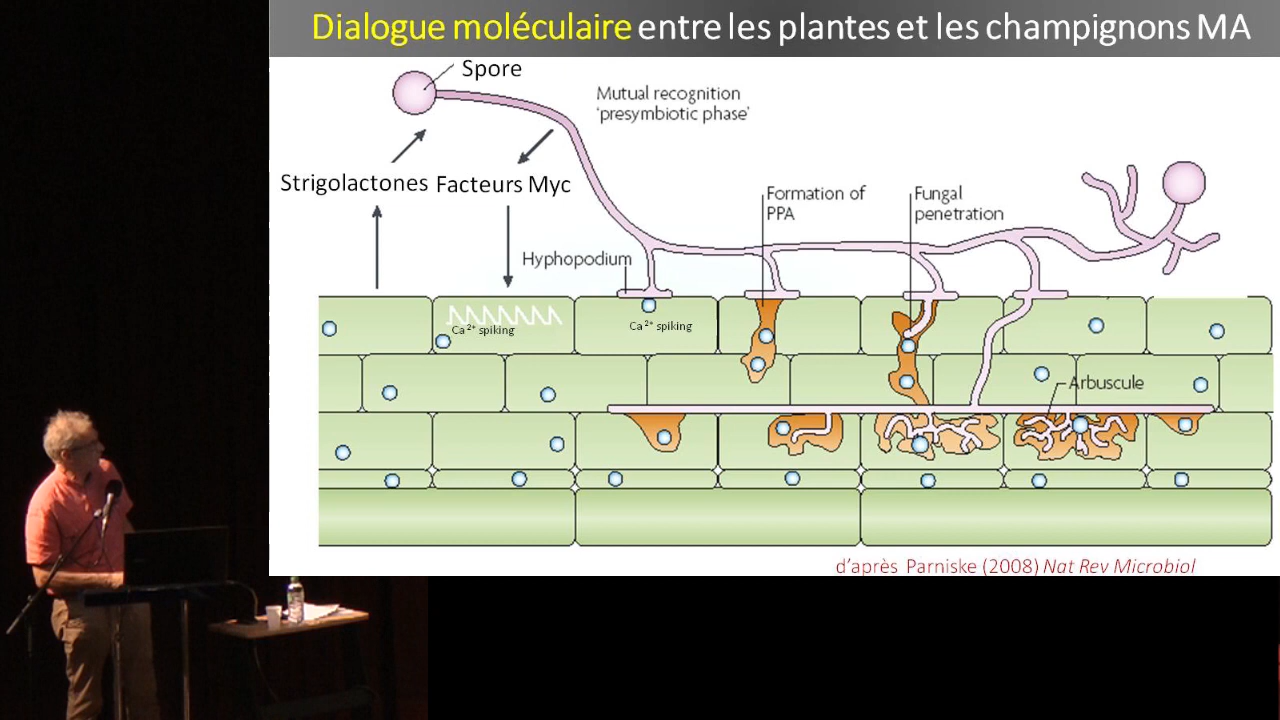 Dialogue moléculaire entre les plantes et les champignons MA
Spore
Mutual recognition
'presymbiotic phase'
Strigolactones
Facteurs Myc
Formation of
PPA
Fungal
penetration
Hyphopodium
Ca²⁺ spiking
Ca²⁺ spiking
Arbuscule
d'après Parniske (2008) Nat Rev Microbiol